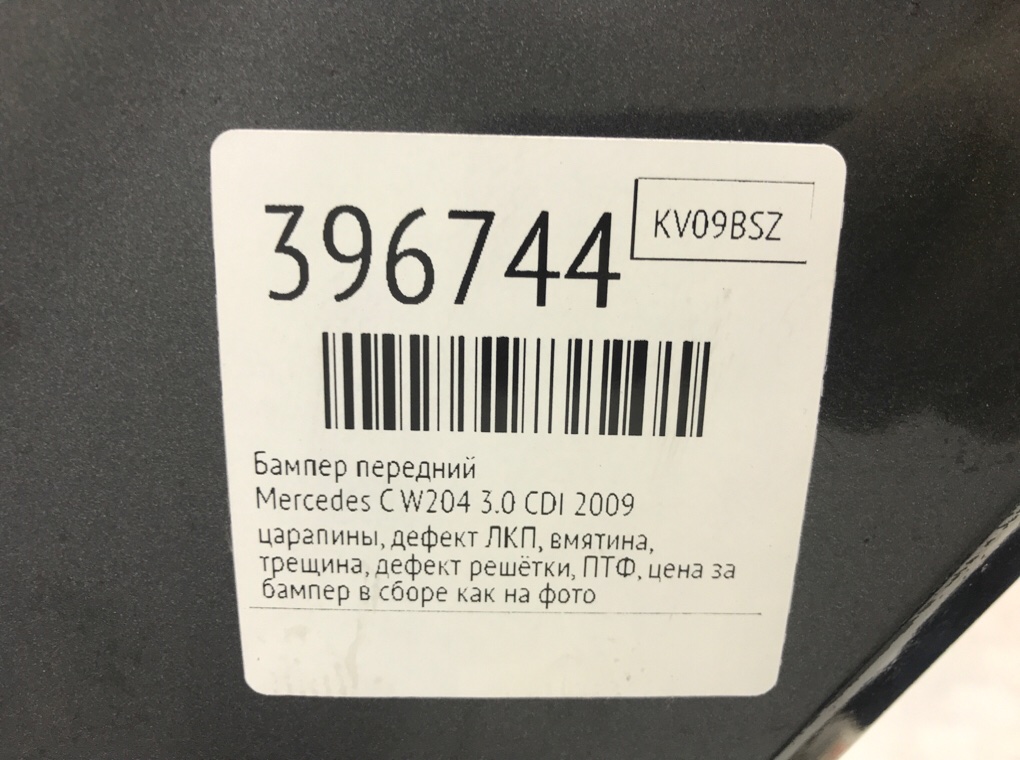 396744
KV09BSZ
Бампер передний
Mercedes C W204 3.0 CDI 2009
царапины, дефект ЛКП, вмятина,
трещина, дефект решётки, ПТФ, цена за
бампер в сборе как на фото